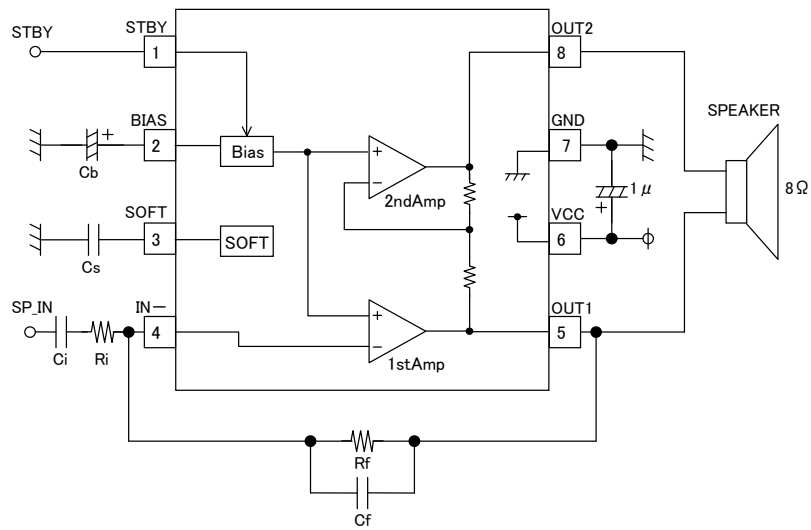 STBY
STBY
1
OUT2
8
BIAS
2
Cb
+
Bias
+
−
2ndAmp
GND
7
1μ
+
SPEAKER
8Ω
SOFT
3
Cs
SOFT
VCC
6
SP_IN
Ci
Ri
IN−
4
+
−
1stAmp
OUT1
5
Rf
Cf